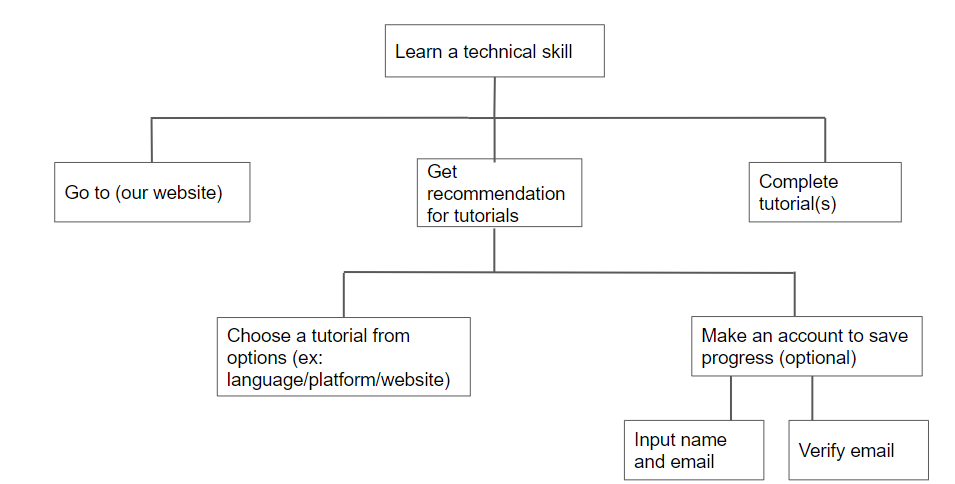 Learn a technical skill
Go to (our website)
Get
recommendation
for tutorials
Complete
tutorial(s)
Choose a tutorial from
options (ex:
language/platform/website)
Make an account to save
progress (optional)
Input name
and email
Verify email